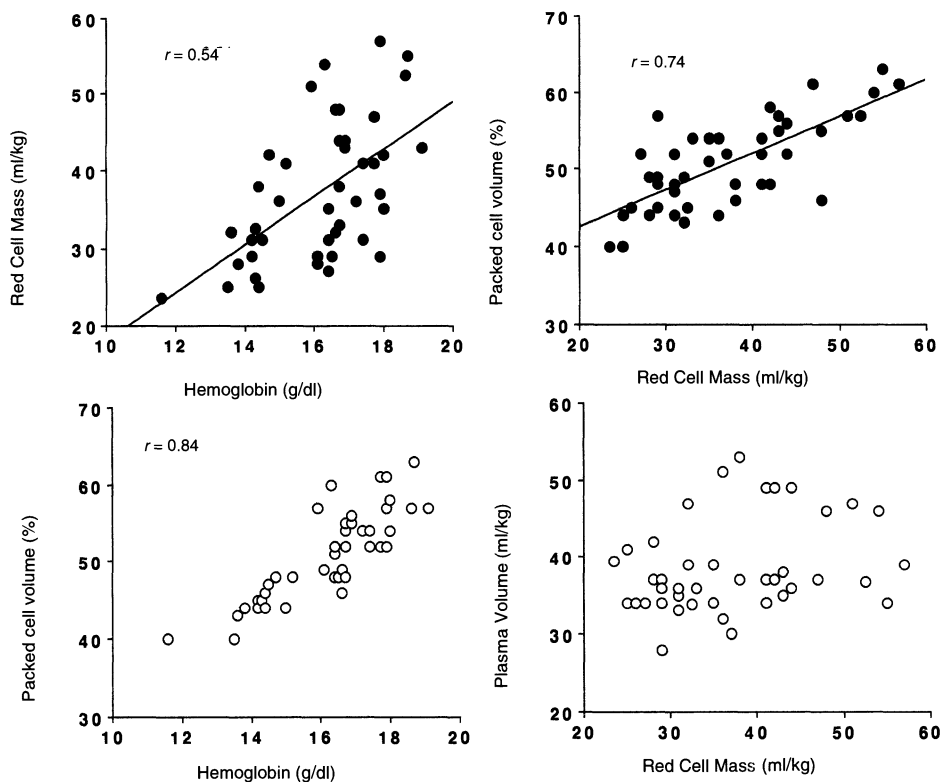 60
50
40
30
20
Red Cell Mass (ml/kg)
r = 0.54
10 12 14 16 18 20
Hemoglobin (g/dl)
70
60
50
40
30
Packed cell volume (%)
r = 0.74
20 30 40 50 60
Red Cell Mass (ml/kg)
70
60
50
40
30
Packed cell volume (%)
r = 0.84
10 12 14 16 18 20
Hemoglobin (g/dl)
60
50
40
30
20
Plasma Volume (ml/kg)
20 30 40 50 60
Red Cell Mass (ml/kg)